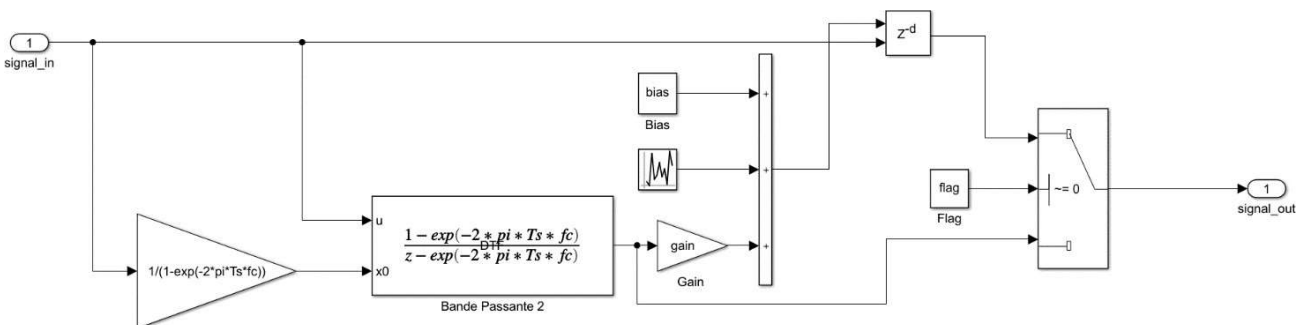 1
signal_in
1/(1-exp(-2*pi*Ts*fc))
u
x0
1 − exp(−2 * pi * Ts * fc)
DTF
z − exp(−2 * pi * Ts * fc)
Bande Passante 2
bias
Bias
gain
Gain
+
+
+
Z-d
flag
Flag
~= 0
1
signal_out